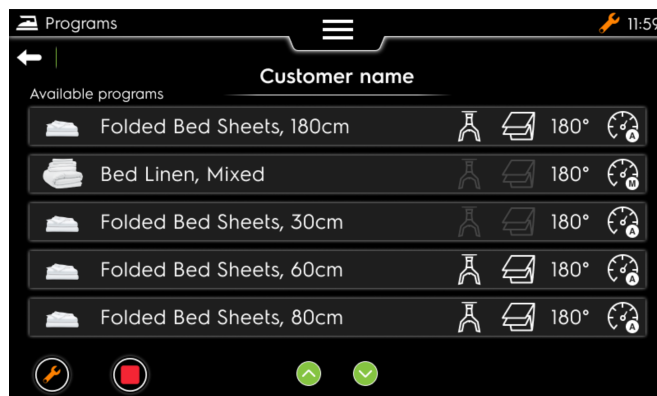 Programs
11:59
Customer name
Available programs
Folded Bed Sheets, 180cm 180° A
Bed Linen, Mixed 180° M
Folded Bed Sheets, 30cm 180° A
Folded Bed Sheets, 60cm 180° A
Folded Bed Sheets, 80cm 180° A